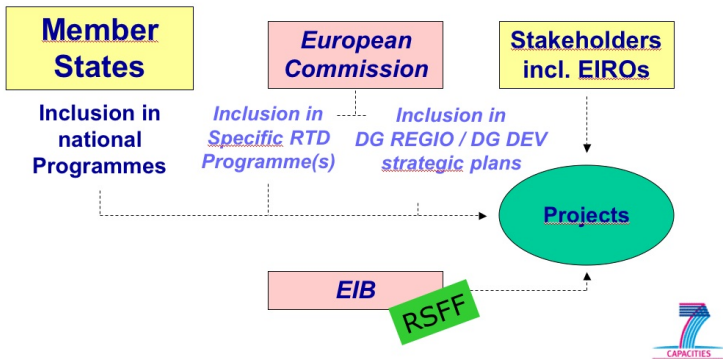 Member
States
European
Commission
Stakeholders
incl. EIROs
Inclusion in
national
Programmes
Inclusion in
Specific RTD
Programme(s)
Inclusion in
DG REGIO / DG DEV
strategic plans
Projects
EIB
RSFF
7
CAPACITIES